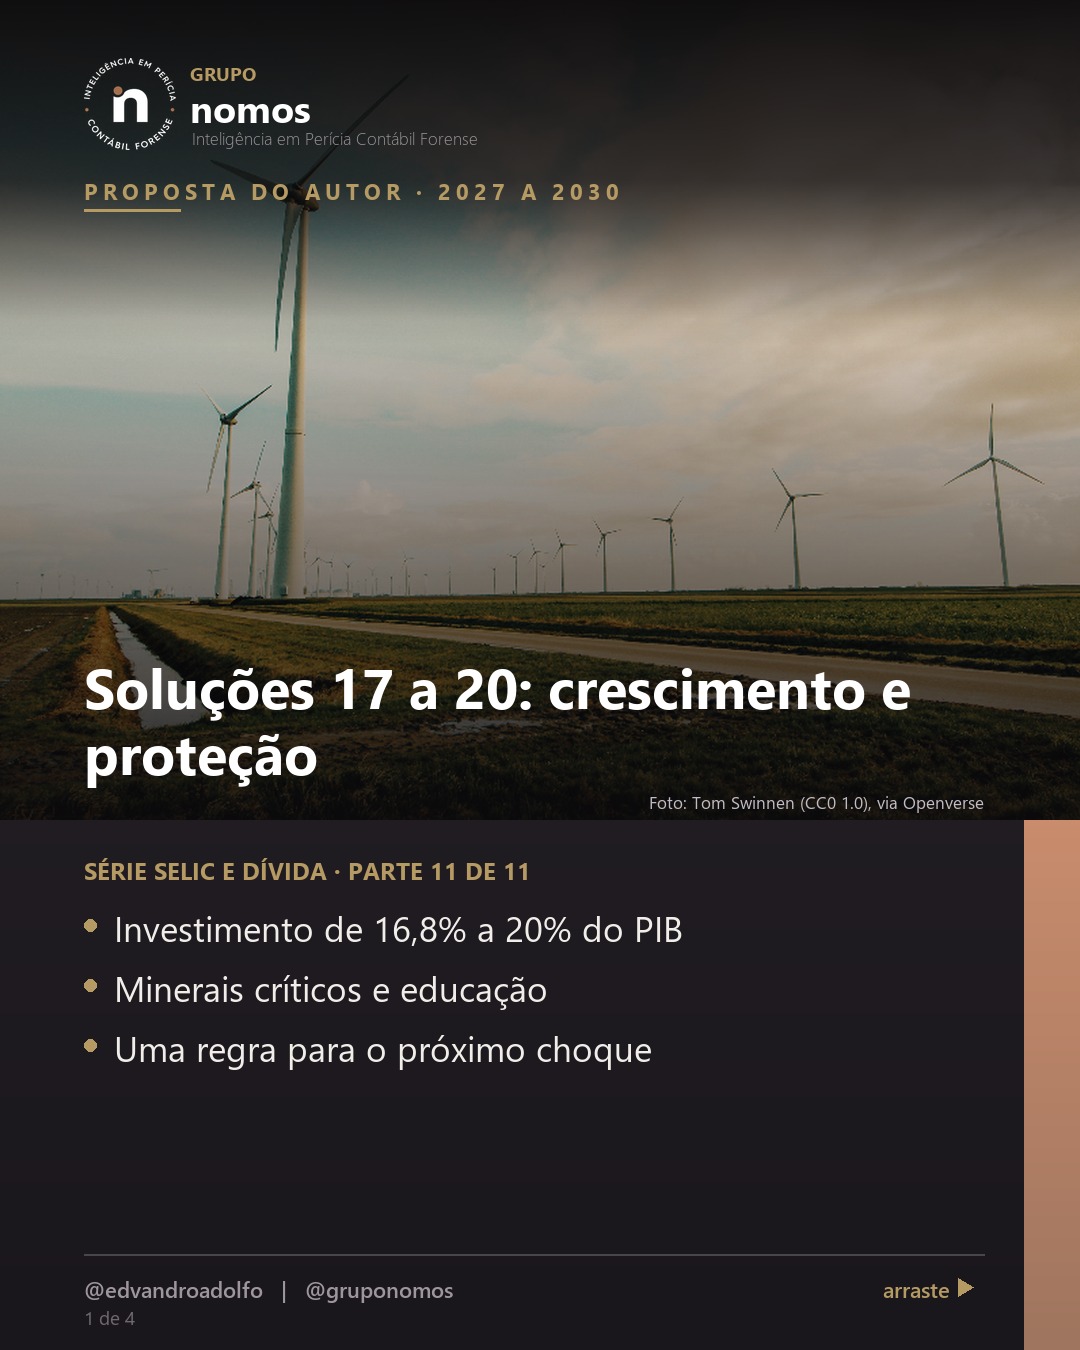 INTELIGÊNCIA EM PERÍCIA
CONTÁBIL FORENSE
n
GRUPO
nomos
Inteligência em Perícia Contábil Forense
PROPOSTA DO AUTOR · 2027 A 2030
Soluções 17 a 20: crescimento e
proteção
Foto: Tom Swinnen (CC0 1.0), via Openverse
SÉRIE SELIC E DÍVIDA · PARTE 11 DE 11
Investimento de 16,8% a 20% do PIB
Minerais críticos e educação
Uma regra para o próximo choque
@edvandroadolfo | @gruponomos
arraste
1 de 4